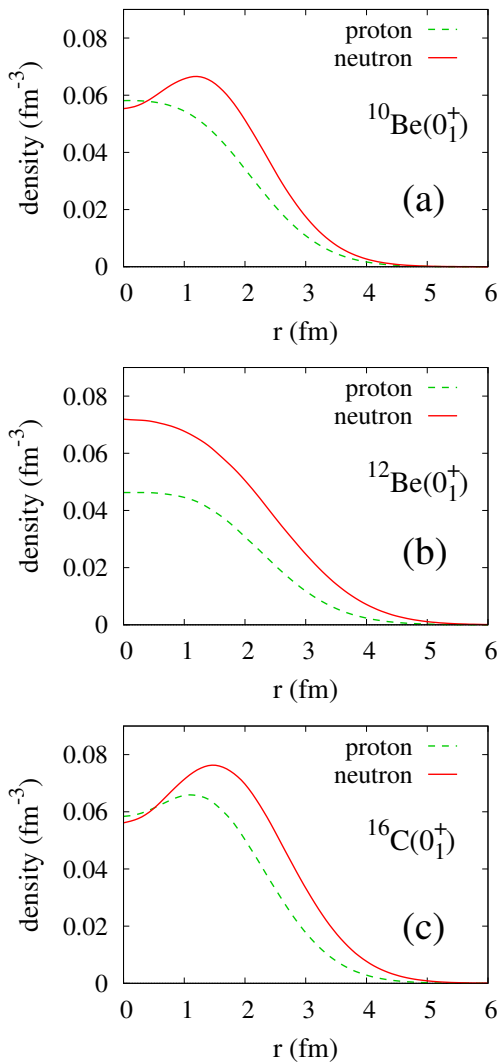 proton
neutron
0.08
0.06
0.04
0.02
0
density (fm⁻³)
¹⁰Be(0₁⁺)
(a)
0 1 2 3 4 5 6
r (fm)
proton
neutron
0.08
0.06
0.04
0.02
0
density (fm⁻³)
¹²Be(0₁⁺)
(b)
0 1 2 3 4 5 6
r (fm)
proton
neutron
0.08
0.06
0.04
0.02
0
density (fm⁻³)
¹⁶C(0₁⁺)
(c)
0 1 2 3 4 5 6
r (fm)